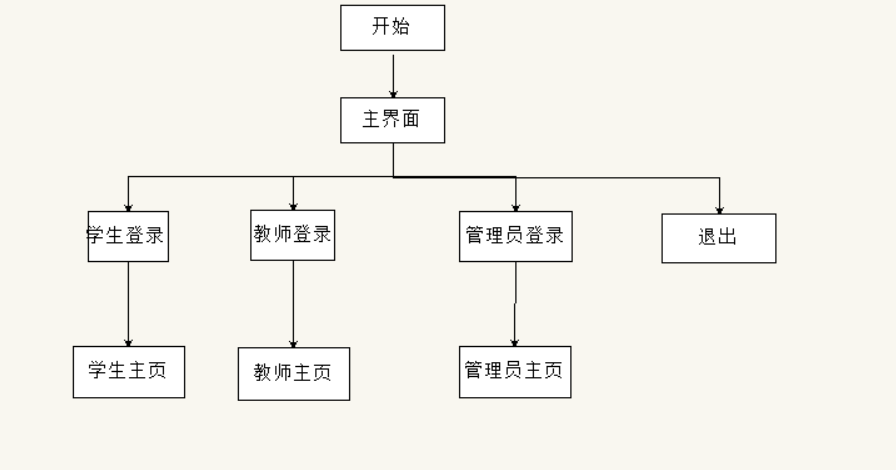 开始
主界面
学生登录
教师登录
管理员登录
退出
学生主页
教师主页
管理员主页